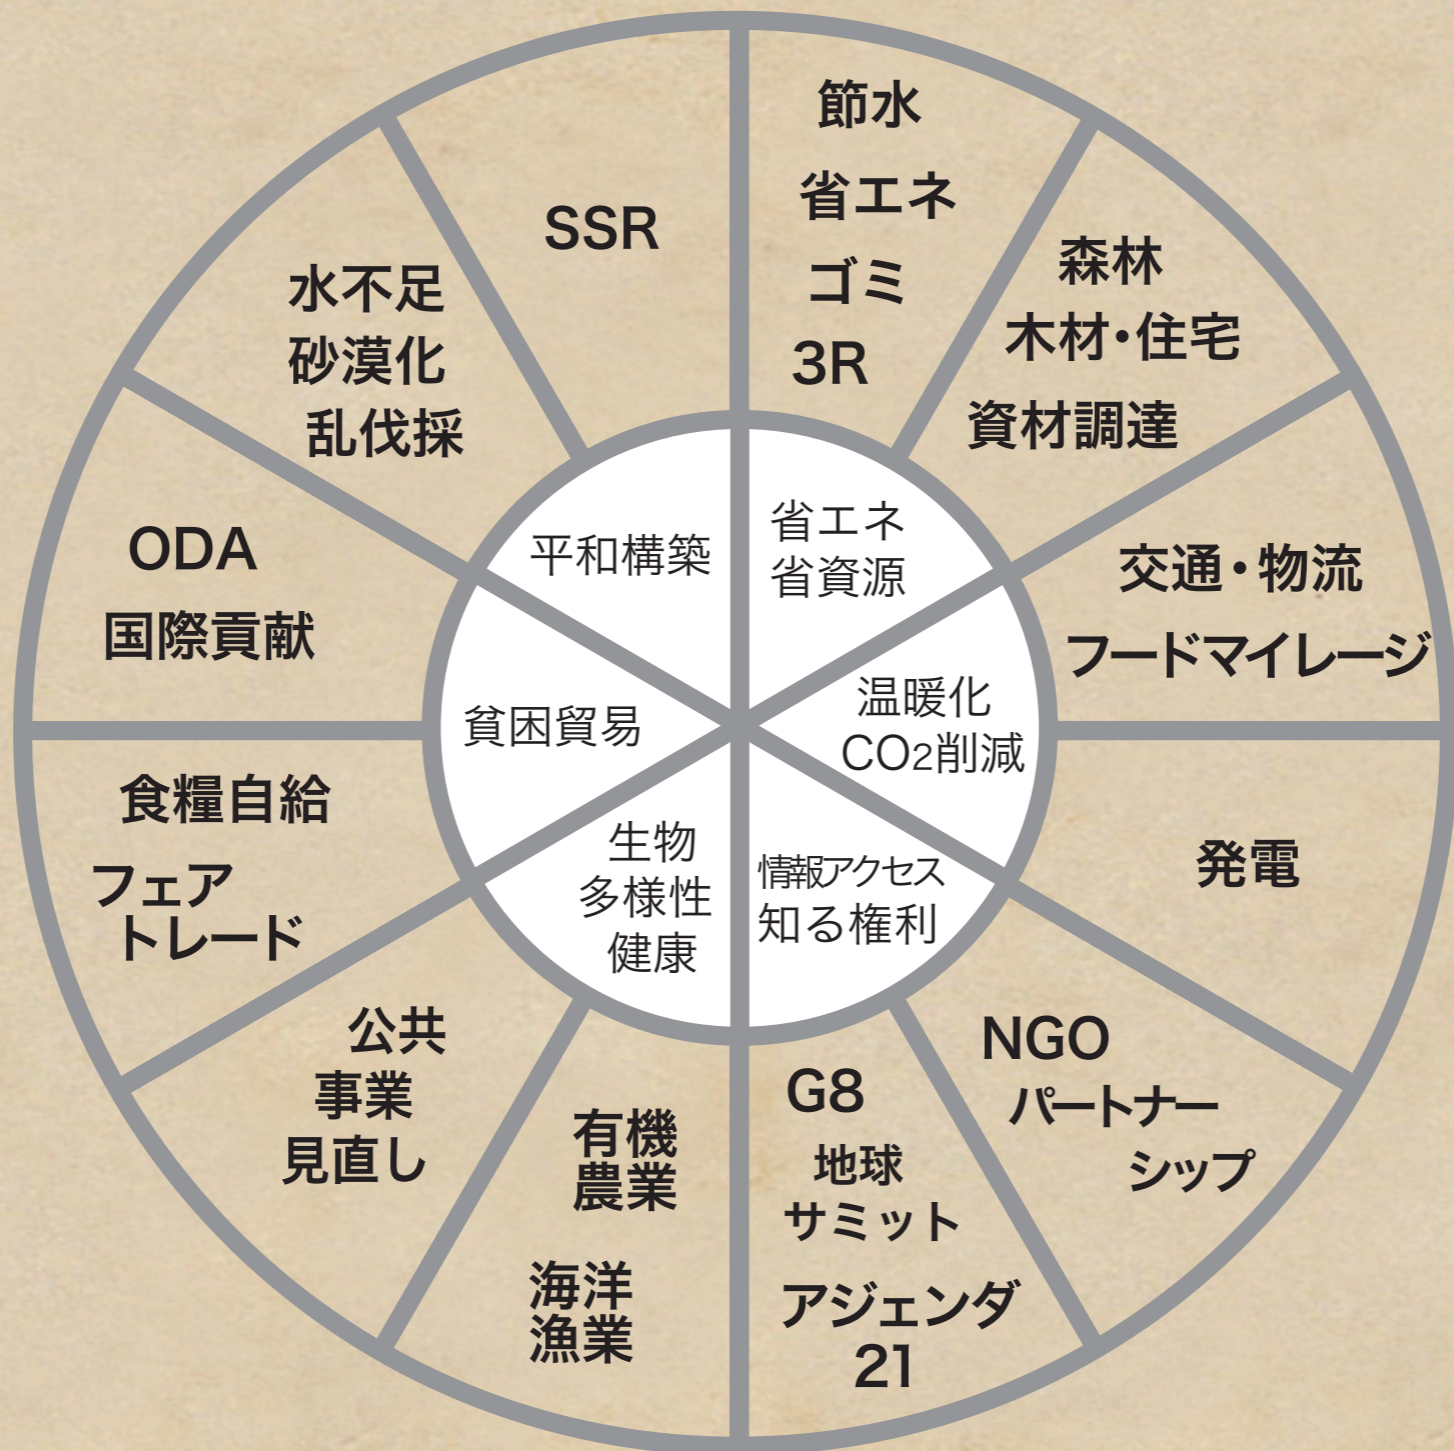 節水
省エネ
ゴミ
3R
森林
木材・住宅
資材調達
交通・物流
フードマイレージ
発電
NGO
パートナー
シップ
G8
地球
サミット
アジェンダ
21
有機
農業
海洋
漁業
公共
事業
見直し
食糧自給
フェア
トレード
ODA
国際貢献
水不足
砂漠化
乱伐採
SSR
省エネ
省資源
温暖化
CO2削減
情報アクセス
知る権利
生物
多様性
健康
貧困貿易
平和構築